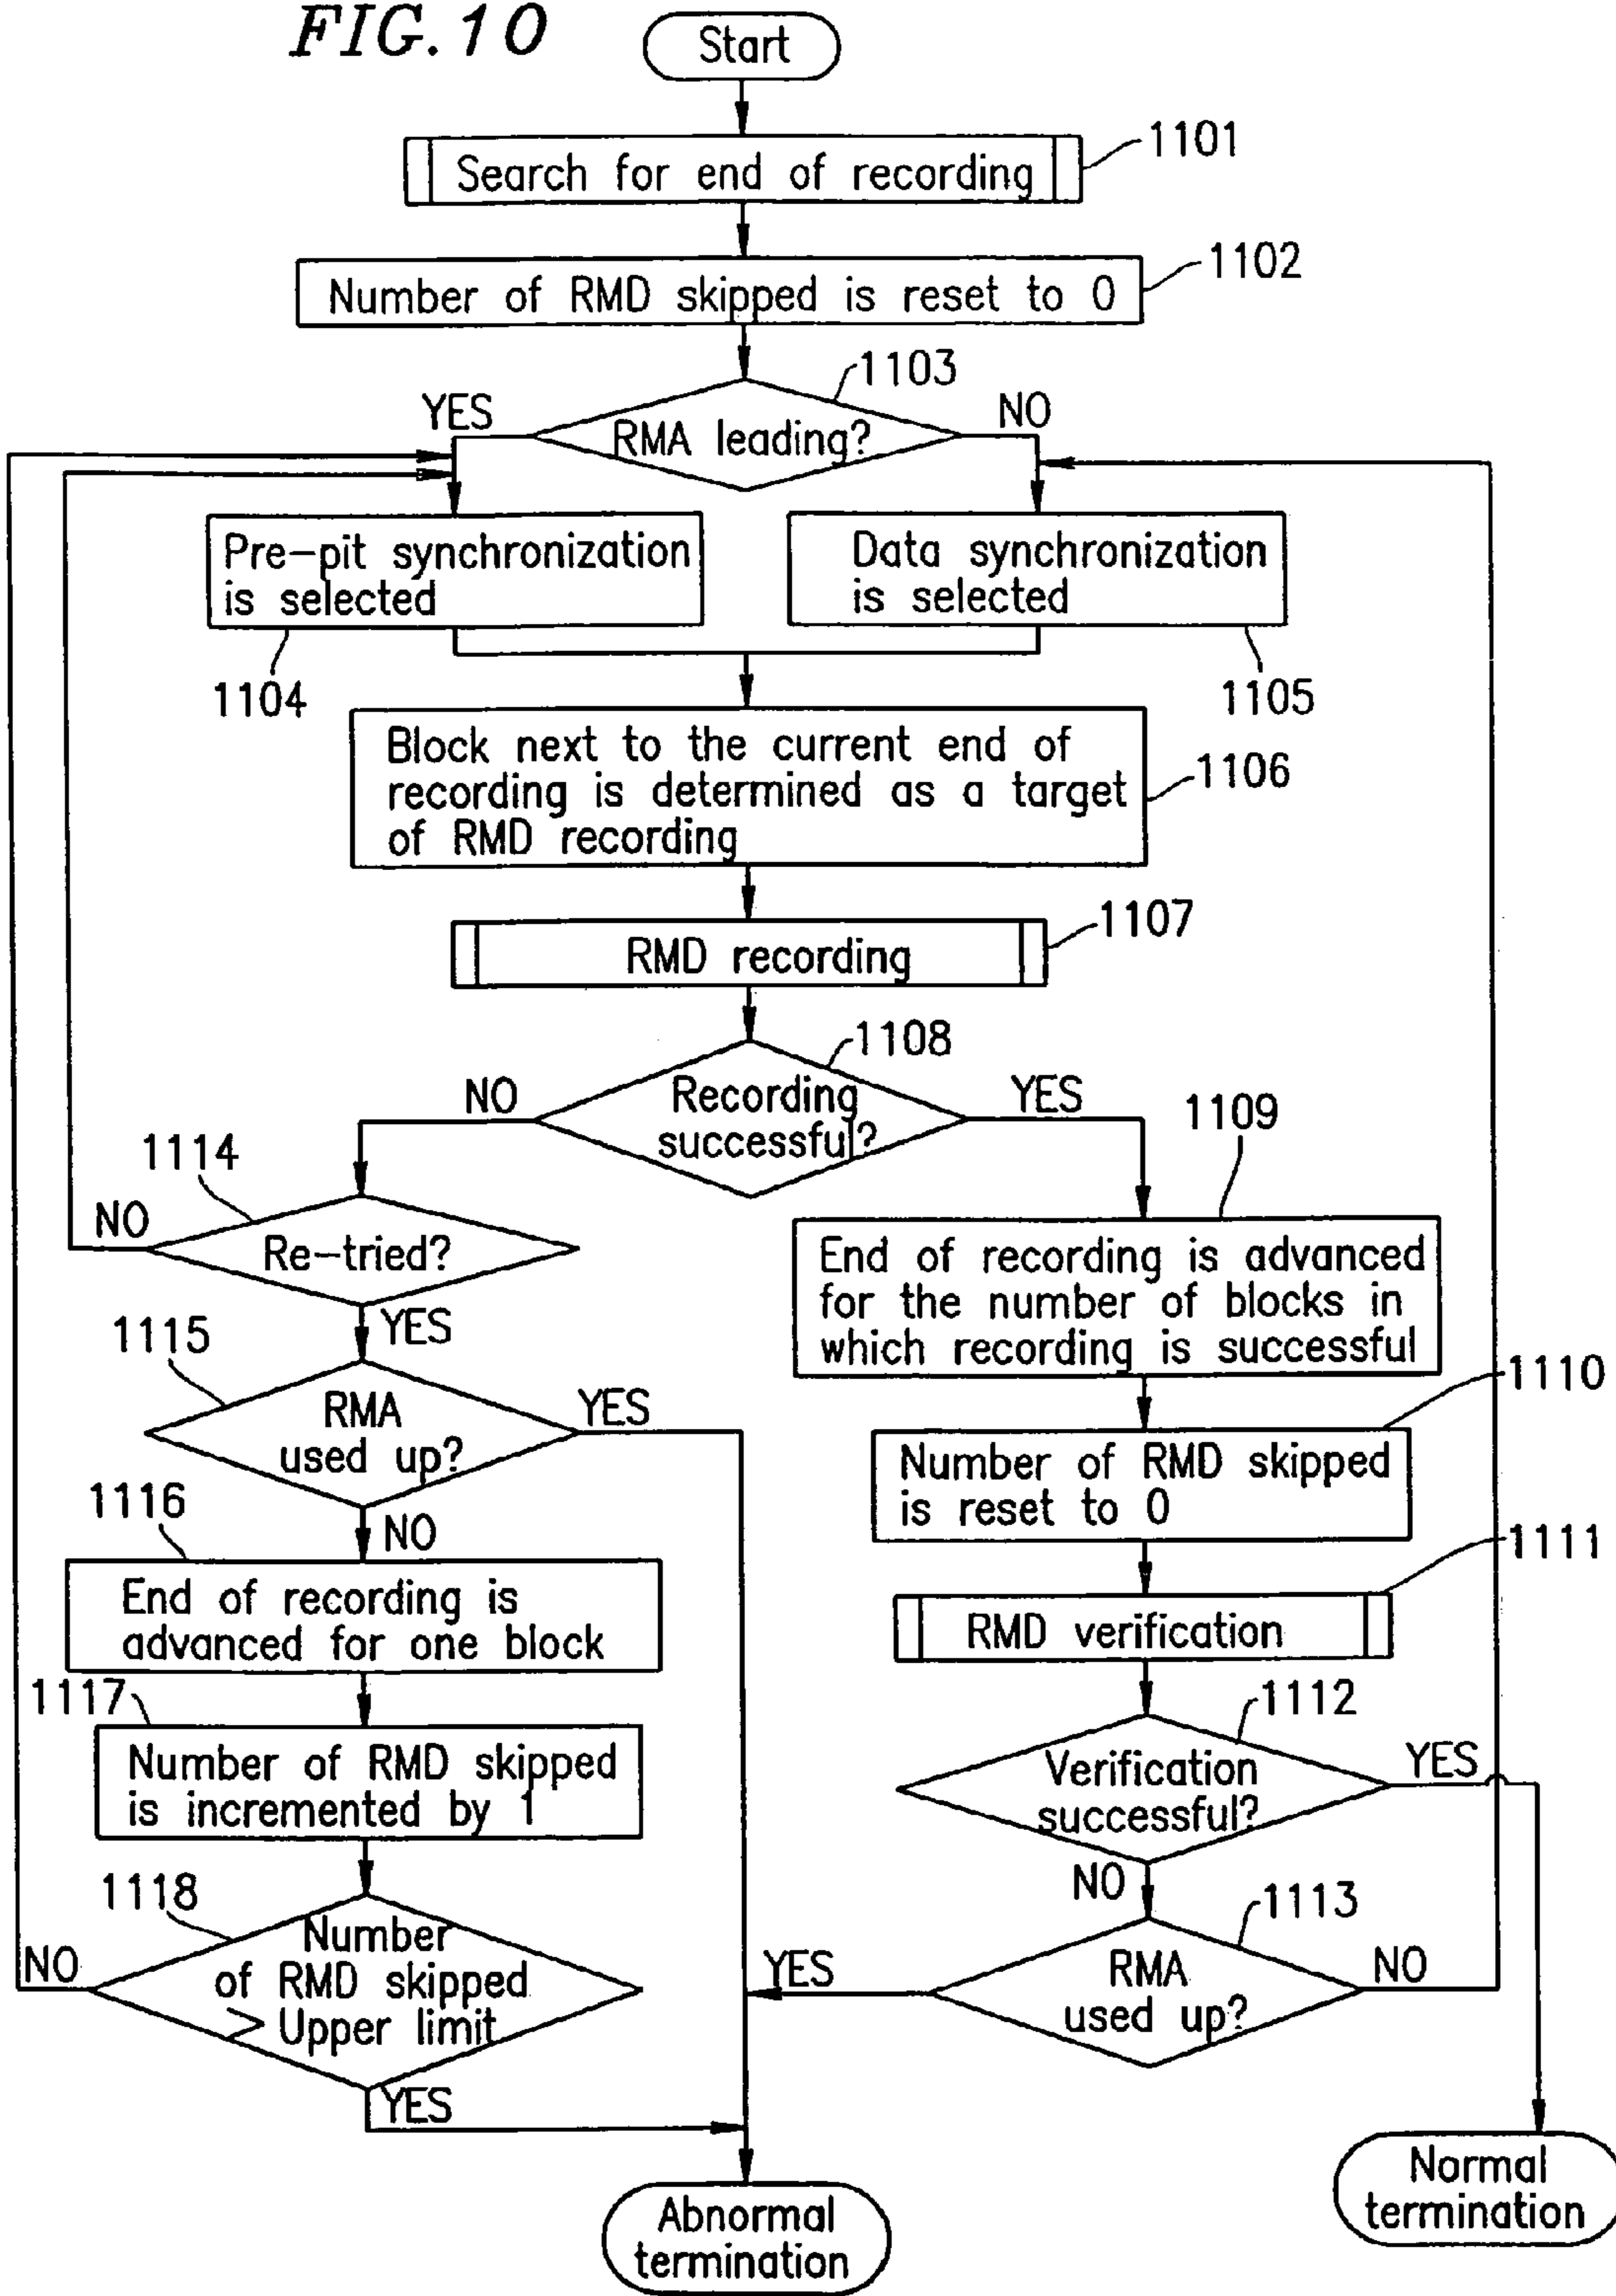 FIG.10
Start
1101
Search for end of recording
1102
Number of RMD skipped is reset to 0
1103
YES
NO
RMA leading?
Pre-pit synchronization
is selected
Data synchronization
is selected
1104
1105
Block next to the current end of
recording is determined as a target
of RMD recording
1106
1107
RMD recording
1108
NO
Recording
successful?
YES
1109
1114
NO
Re-tried?
YES
End of recording is advanced
for the number of blocks in
which recording is successful
1115
RMA
used up?
YES
1110
NO
Number of RMD skipped
is reset to 0
1116
1111
End of recording is
advanced for one block
RMD verification
1117
1112
Number of RMD skipped
is incremented by 1
Verification
successful?
YES
NO
1118
1113
Number
of RMD skipped
> Upper limit
NO
YES
RMA
used up?
NO
YES
Abnormal
termination
Normal
termination